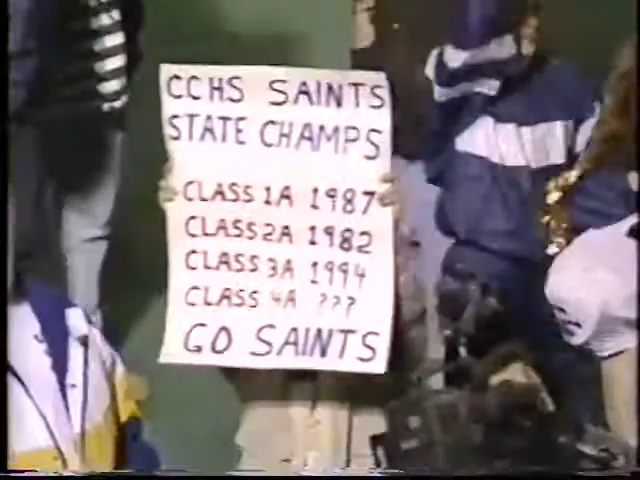 CCHS SAINTS
STATE CHAMPS
CLASS 1A 1987
CLASS 2A 1982
CLASS 3A 1994
CLASS 4A ???
GO SAINTS